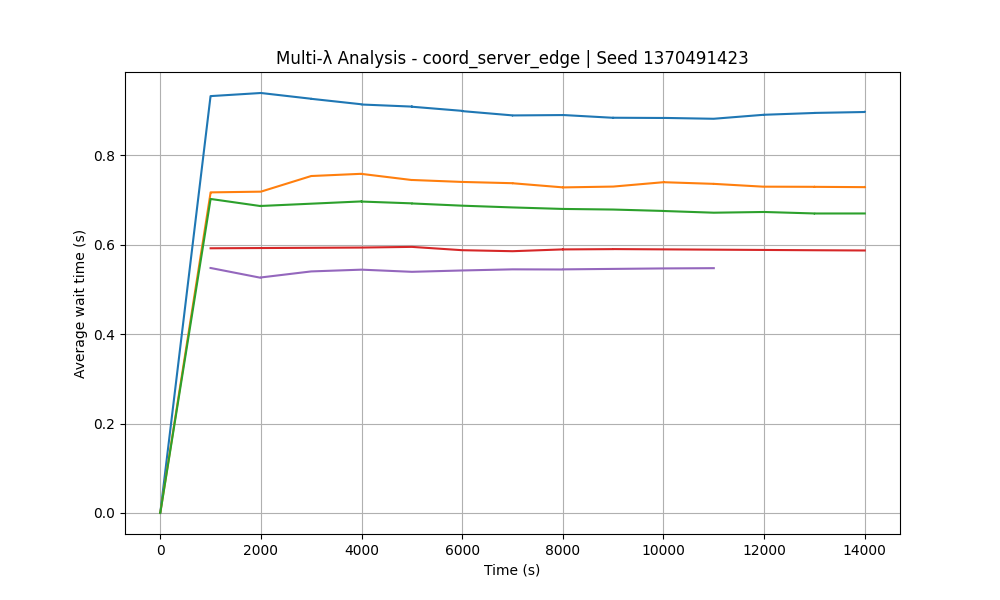 Multi-λ Analysis - coord_server_edge | Seed 1370491423
Average wait time (s)
0.8
0.6
0.4
0.2
0.0
0 2000 4000 6000 8000 10000 12000 14000
Time (s)